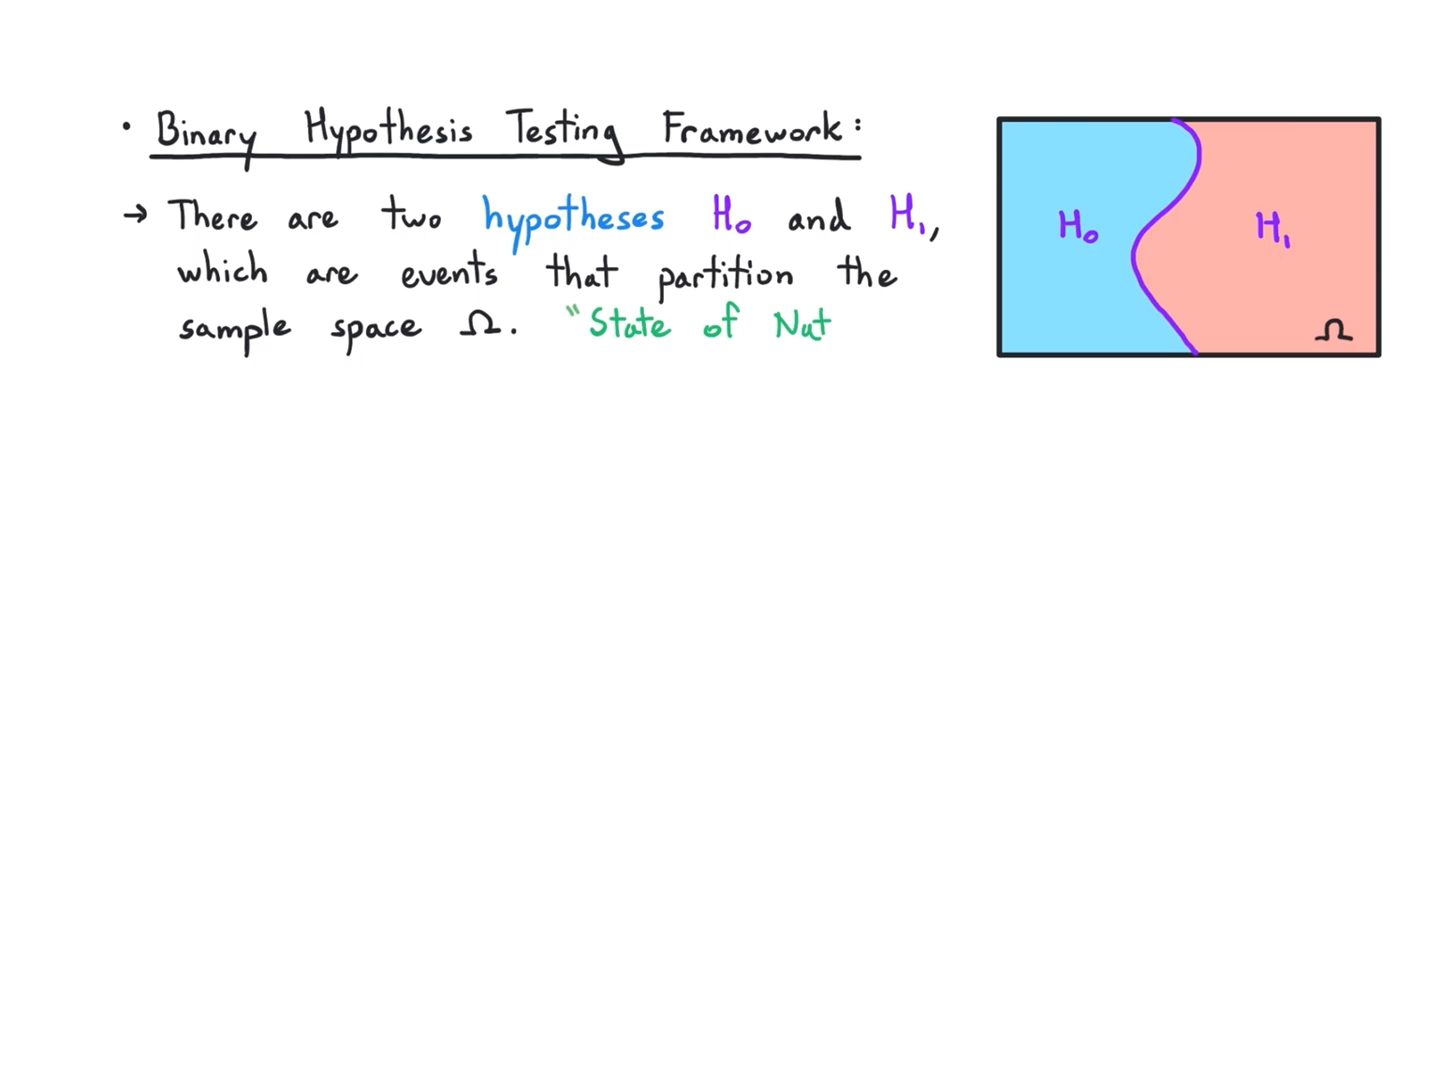 • Binary Hypothesis Testing Framework:
→ There are two hypotheses H₀ and H₁,
which are events that partition the
sample space Ω. "State of Nat
H₀ H₁
Ω